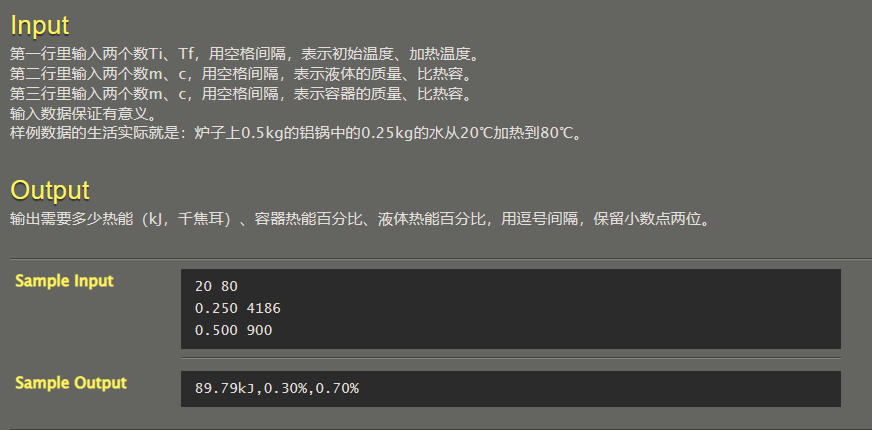 Input
第一行里输入两个数Ti、Tf，用空格间隔，表示初始温度、加热温度。
第二行里输入两个数m、c，用空格间隔，表示液体的质量、比热容。
第三行里输入两个数m、c，用空格间隔，表示容器的质量、比热容。
输入数据保证有意义。
样例数据的生活实际就是：炉子上0.5kg的铝锅中的0.25kg的水从20℃加热到80℃。
Output
输出需要多少热能（kJ，千焦耳）、容器热能百分比、液体热能百分比，用逗号间隔，保留小数点两位。
Sample Input
20 80
0.250 4186
0.500 900
Sample Output
89.79kJ,0.30%,0.70%